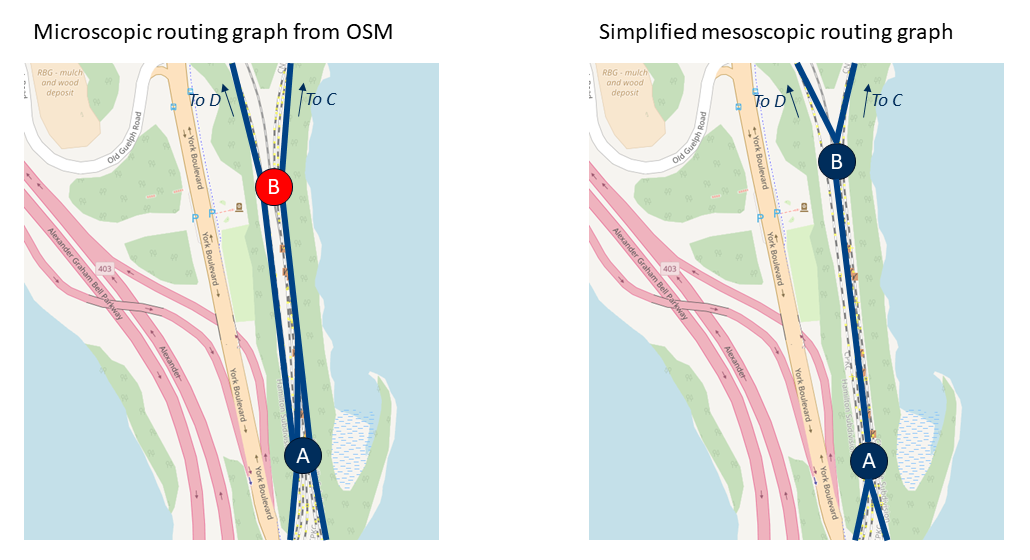 Microscopic routing graph from OSM
Simplified mesoscopic routing graph
RBG - mulch
and wood
deposit
To D
To C
Old Guelph Road
York Boulevard
B
P
P
York Boulevard
403
Alexander Graham Bell Parkway
Alexander
York Boulevard
A
York Boulevard
RBG - mulch
and wood
deposit
To D
To C
Old Guelph Road
York Boulevard
B
P
P
York Boulevard
403
Alexander Graham Bell Parkway
Alexander
York Boulevard
A
York Boulevard